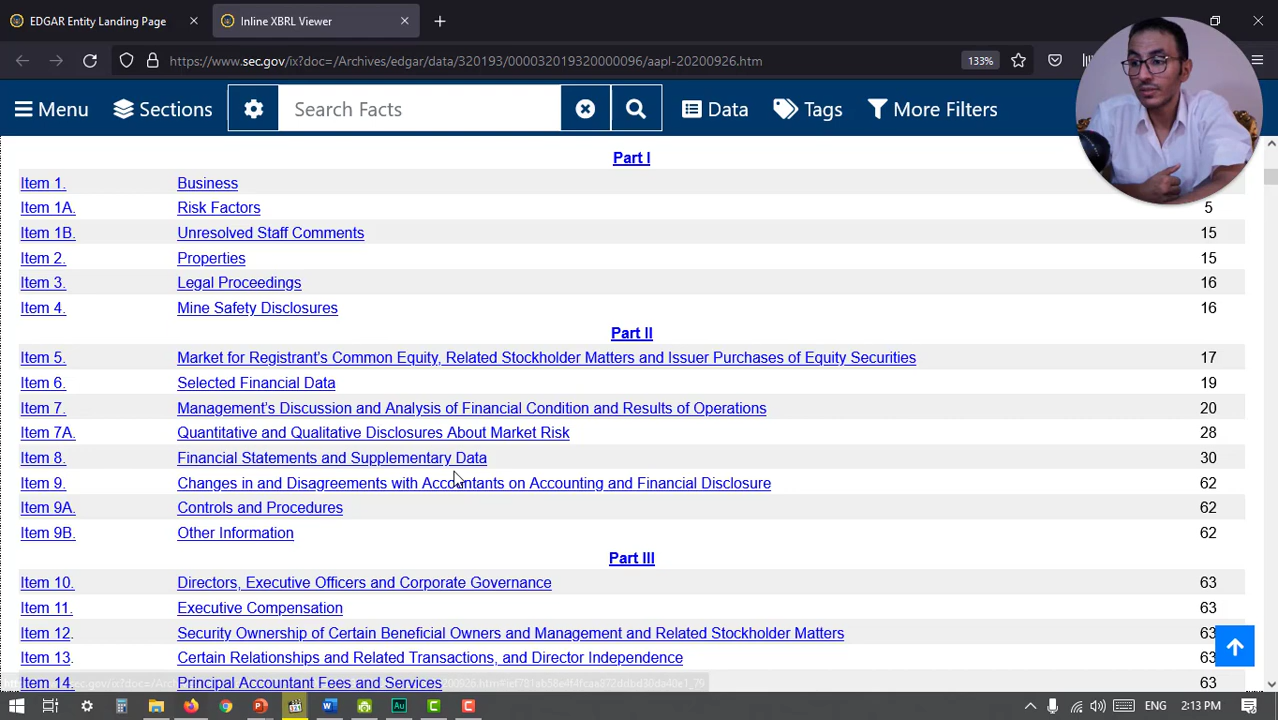 EDGAR Entity Landing Page
Inline XBRL Viewer
https://www.sec.gov/ix?doc=/Archives/edgar/data/320193/000032019320000096/aapl-20200926.htm
133%
Menu
Sections
Search Facts
Data
Tags
More Filters
Part I
Item 1. Business
Item 1A. Risk Factors 5
Item 1B. Unresolved Staff Comments 15
Item 2. Properties 15
Item 3. Legal Proceedings 16
Item 4. Mine Safety Disclosures 16
Part II
Item 5. Market for Registrant's Common Equity, Related Stockholder Matters and Issuer Purchases of Equity Securities 17
Item 6. Selected Financial Data 19
Item 7. Management's Discussion and Analysis of Financial Condition and Results of Operations 20
Item 7A. Quantitative and Qualitative Disclosures About Market Risk 28
Item 8. Financial Statements and Supplementary Data 30
Item 9. Changes in and Disagreements with Accountants on Accounting and Financial Disclosure 62
Item 9A. Controls and Procedures 62
Item 9B. Other Information 62
Part III
Item 10. Directors, Executive Officers and Corporate Governance 63
Item 11. Executive Compensation 63
Item 12. Security Ownership of Certain Beneficial Owners and Management and Related Stockholder Matters 63
Item 13. Certain Relationships and Related Transactions, and Director Independence 63
Item 14. Principal Accountant Fees and Services 63
2:13 PM